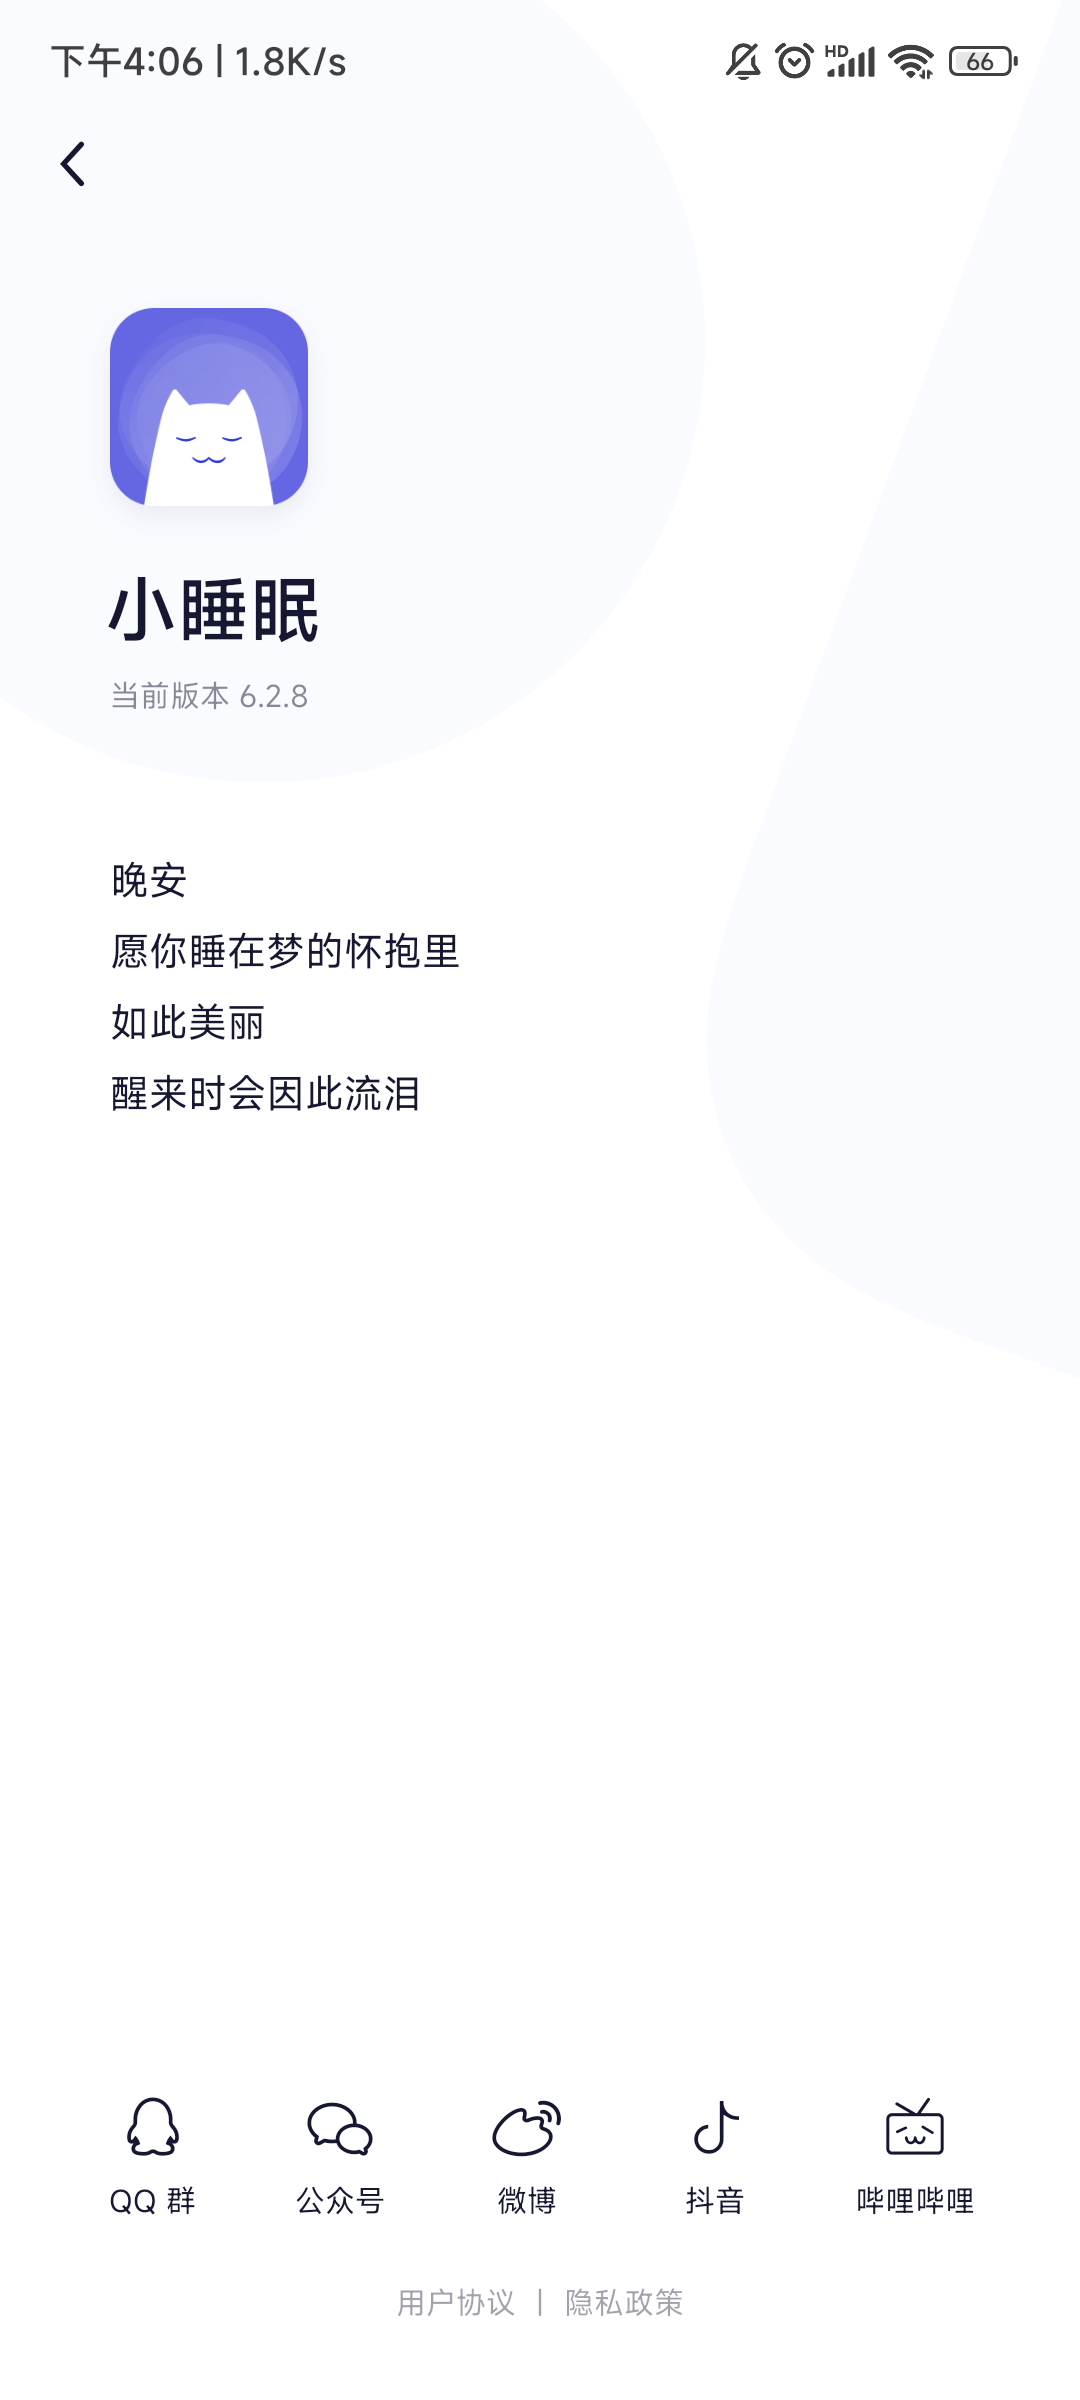 下午4:06 | 1.8K/s HD 66
小睡眠
当前版本 6.2.8
晚安
愿你睡在梦的怀抱里
如此美丽
醒来时会因此流泪
QQ 群 公众号 微博 抖音 哔哩哔哩
用户协议 | 隐私政策